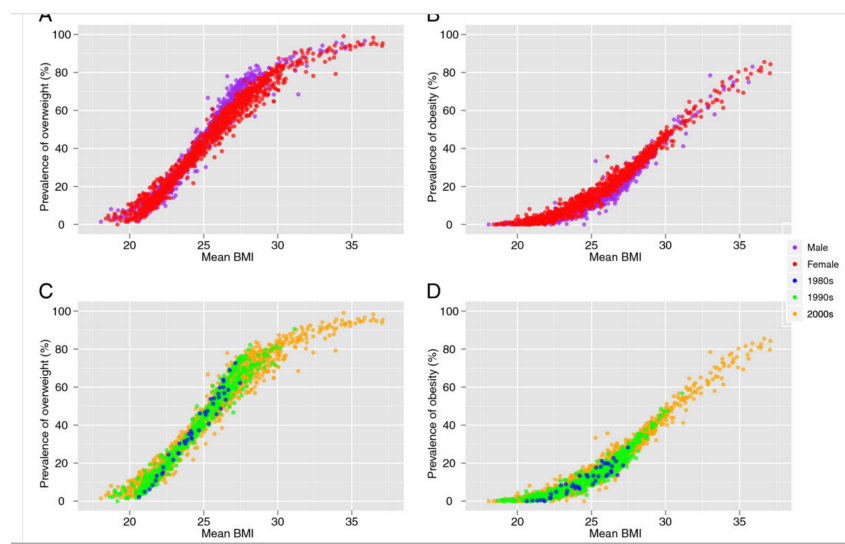 A
B
100
80
60
40
20
0
Prevalence of overweight (%)
20 25 30 35
Mean BMI
100
80
60
40
20
0
Prevalence of obesity (%)
20 25 30 35
Mean BMI
Male
Female
1980s
1990s
2000s
C
D
100
80
60
40
20
0
Prevalence of overweight (%)
20 25 30 35
Mean BMI
100
80
60
40
20
0
Prevalence of obesity (%)
20 25 30 35
Mean BMI